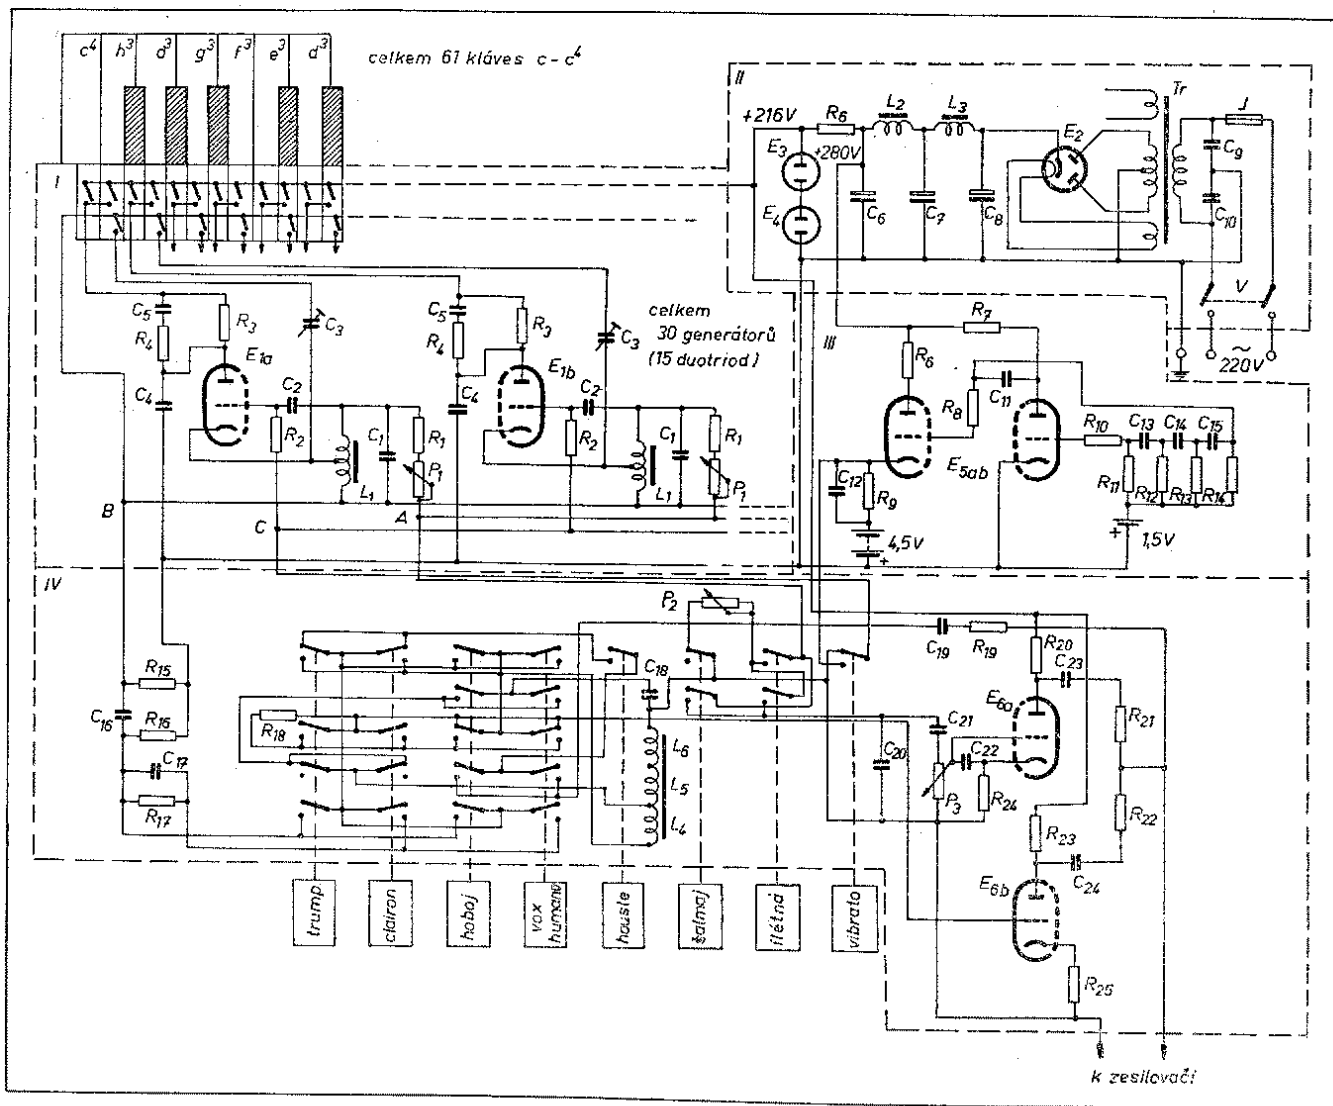 c⁴ h³ a³ g³ f³ e³ d³
celkem 61 kláves c-c⁴
I
II
+216V
R6
L2
L3
E2
Tr
J
E3
+280V
E4
C6
C7
C8
C9
C10
V
~
220V
C5
R3
R4
E1a
C3
C4
C2
R2
C1
R1
P1
L1
C5
R3
R4
E1b
C3
C4
C2
R2
C1
R1
P1
L1
celkem
30 generátorů
(15 duotriod)
B
C
A
III
R7
R6
C11
R8
E5ab
R10
C13
C14
C15
R11
R12
R13
R14
C12
R9
4,5V
+
+
1,5V
IV
R15
R16
C16
C17
R17
R18
P2
C18
L6
L5
L4
C19
R19
R20
C23
E6a
C21
C20
C22
P3
R24
R21
R22
R23
C24
E6b
R25
trump.
clairon
hoboj
vox
humana
housle
šalmaj
flétna
vibrato
k zesilovači